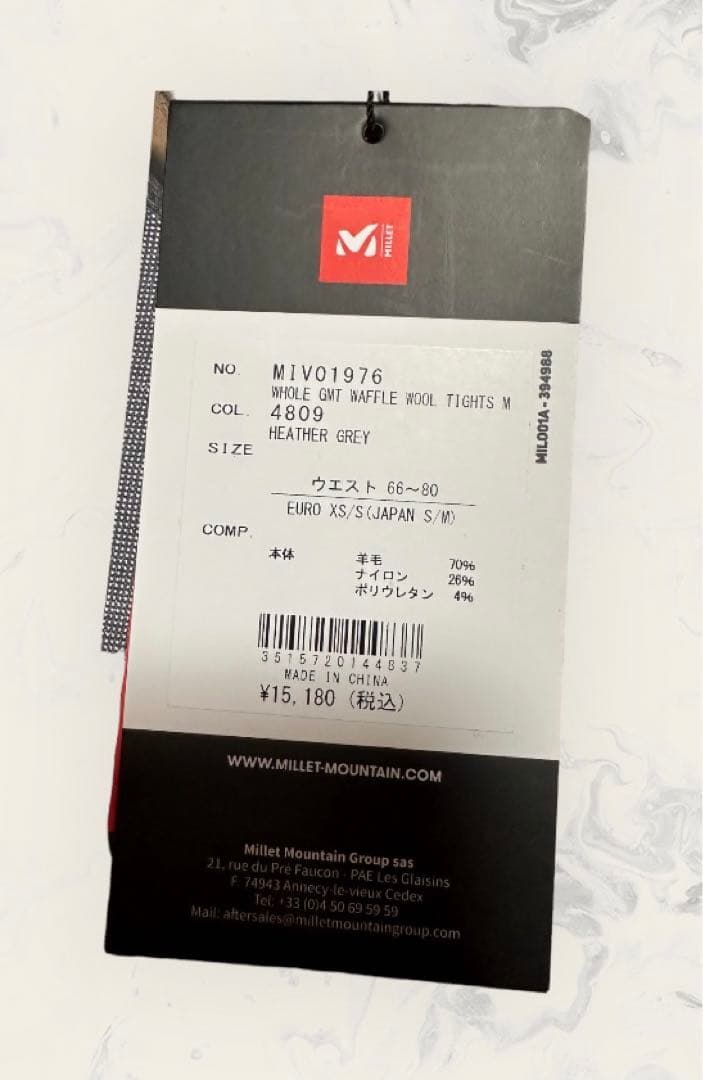 MILLET
NO. MIV01976
WHOLE GMT WAFFLE WOOL TIGHTS M
COL. 4809
HEATHER GREY
SIZE
ウエスト 66〜80
EURO XS/S(JAPAN S/M)
COMP.
本体 羊毛 70%
ナイロン 26%
ポリウレタン 4%
3515720144837
MADE IN CHINA
¥15,180 (税込)
MIL001A - 394988
WWW.MILLET-MOUNTAIN.COM
Millet Mountain Group sas
21, rue du Pré Faucon - PAE Les Glaisins
F. 74943 Annecy-le-vieux Cedex
Tel: +33 (0)4 50 69 59 59
Mail: aftersales@milletmountaingroup.com